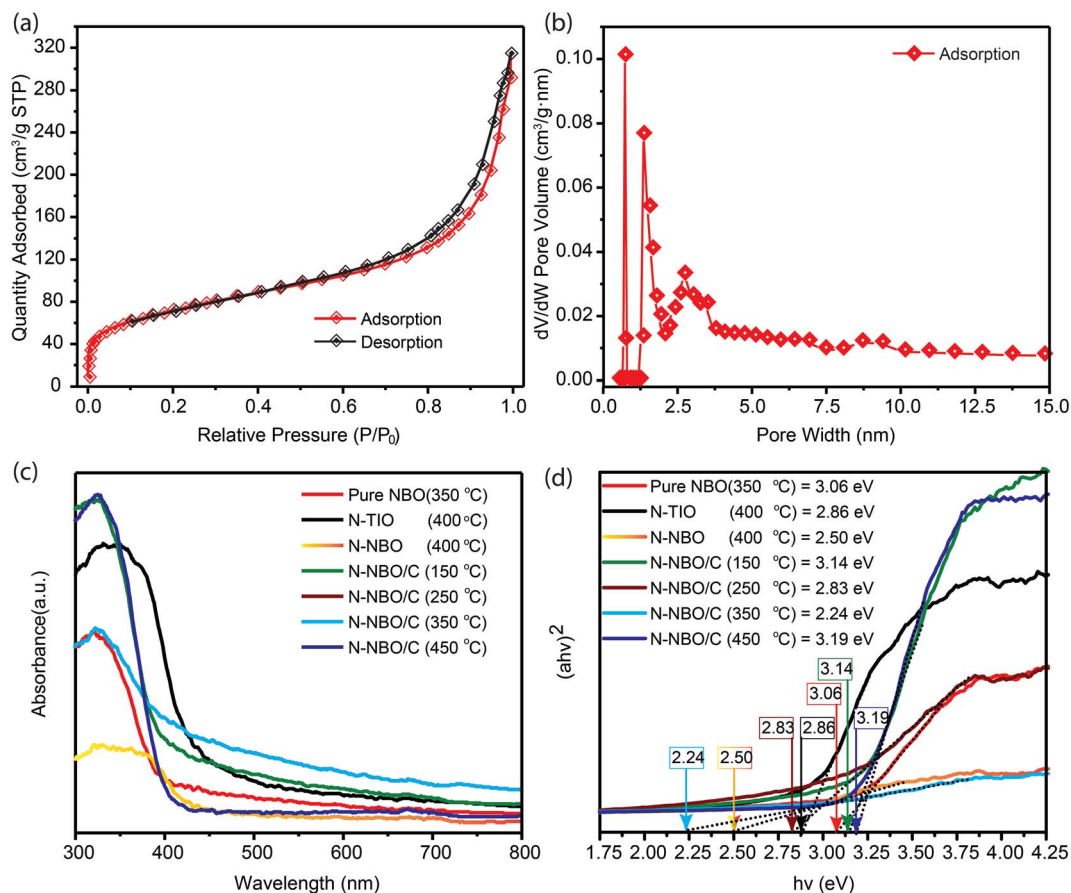 (a)
320
280
240
200
160
120
80
40
0
Quantity Adsorbed (cm³/g STP)
Adsorption
Desorption
0.0 0.2 0.4 0.6 0.8 1.0
Relative Pressure (P/P₀)
(b)
0.10
0.08
0.06
0.04
0.02
0.00
dV/dW Pore Volume (cm³/g·nm)
Adsorption
0.0 2.5 5.0 7.5 10.0 12.5 15.0
Pore Width (nm)
(c)
Absorbance(a.u.)
Pure NBO(350 °C)
N-TIO (400 °C)
N-NBO (400 °C)
N-NBO/C (150 °C)
N-NBO/C (250 °C)
N-NBO/C (350 °C)
N-NBO/C (450 °C)
300 400 500 600 700 800
Wavelength (nm)
(d)
(ahv)²
Pure NBO(350 °C) = 3.06 eV
N-TIO (400 °C) = 2.86 eV
N-NBO (400 °C) = 2.50 eV
N-NBO/C (150 °C) = 3.14 eV
N-NBO/C (250 °C) = 2.83 eV
N-NBO/C (350 °C) = 2.24 eV
N-NBO/C (450 °C) = 3.19 eV
3.14
3.06
3.19
2.83 2.86
2.24 2.50
1.75 2.00 2.25 2.50 2.75 3.00 3.25 3.50 3.75 4.00 4.25
hv (eV)